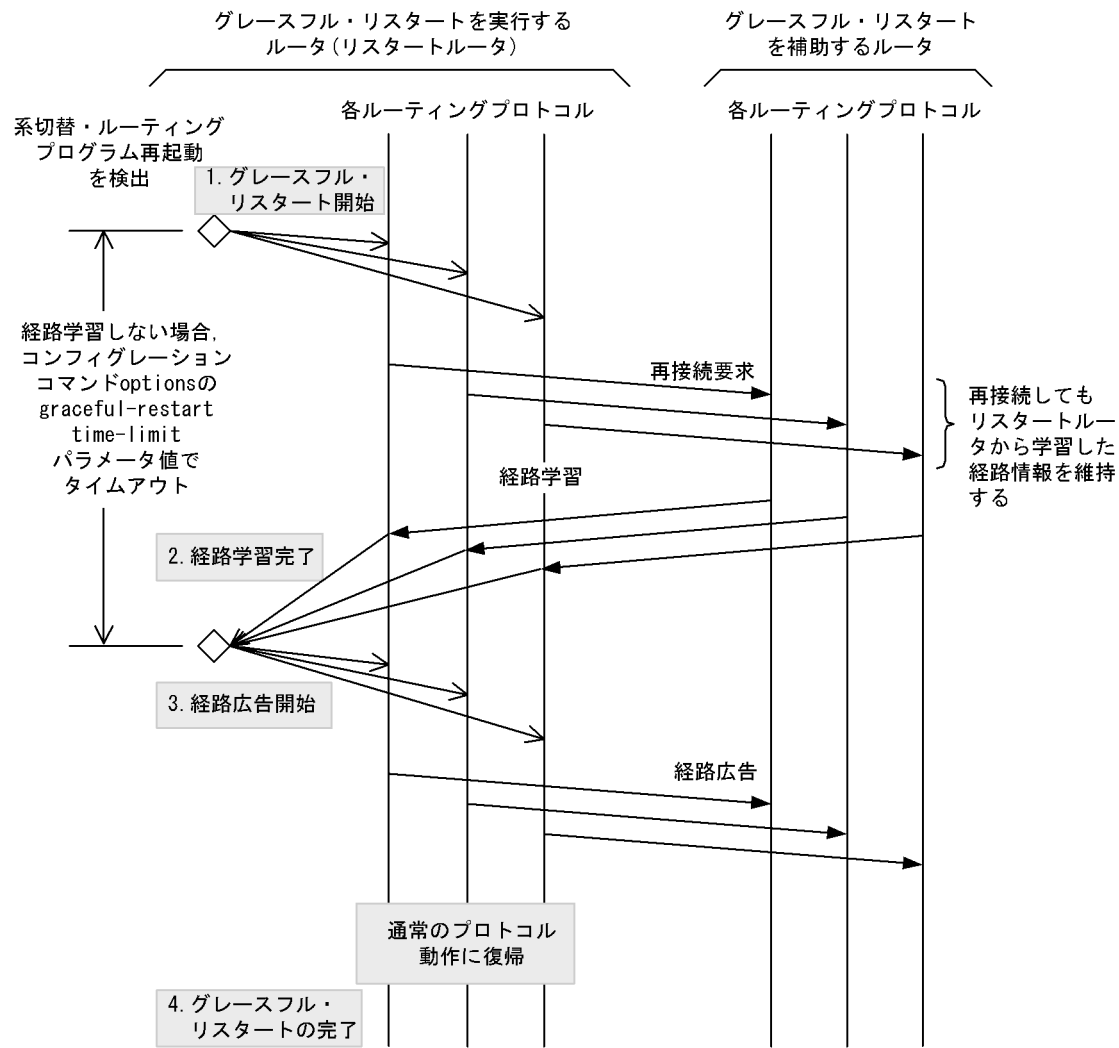 グレースフル・リスタートを実行する
ルータ(リスタートルータ)
グレースフル・リスタート
を補助するルータ
各ルーティングプロトコル
各ルーティングプロトコル
系切替・ルーティング
プログラム再起動
を検出
1. グレースフル・
リスタート開始
経路学習しない場合,
コンフィグレーション
コマンドoptionsの
graceful-restart
time-limit
パラメータ値で
タイムアウト
再接続要求
再接続しても
リスタートルー
タから学習した
経路情報を維持
する
経路学習
2. 経路学習完了
3. 経路広告開始
経路広告
通常のプロトコル
動作に復帰
4. グレースフル・
リスタートの完了